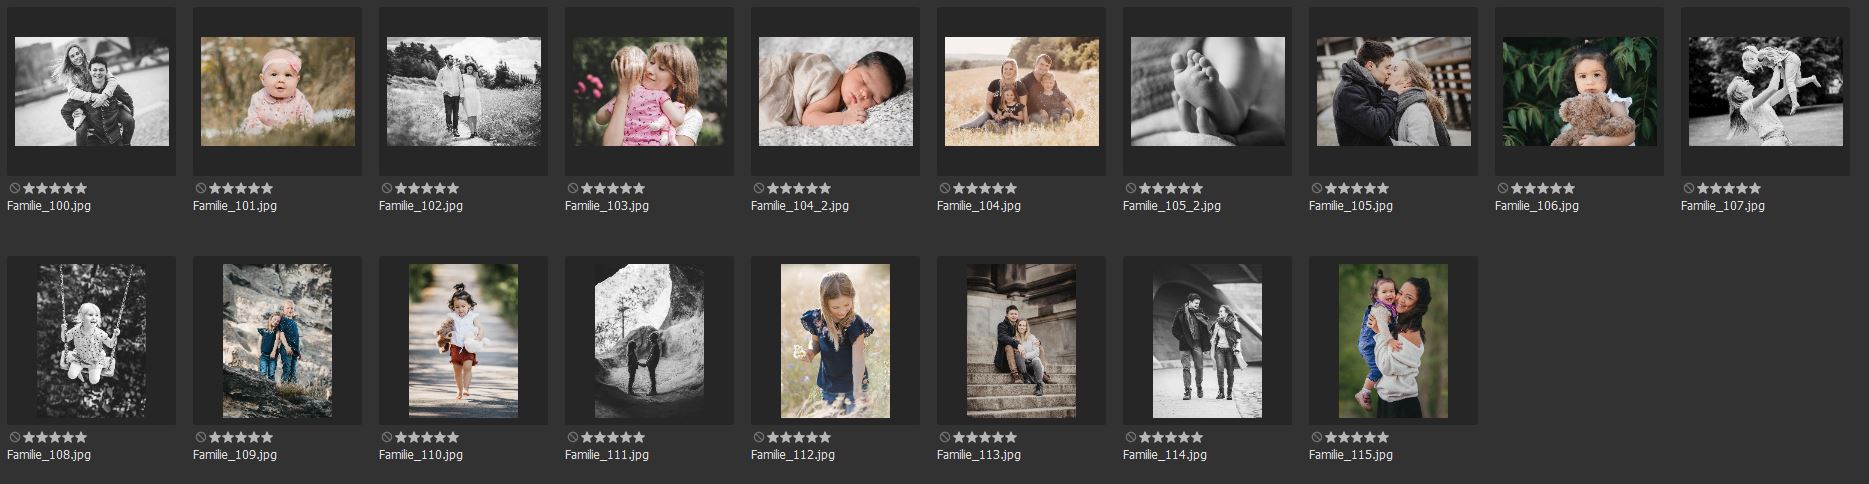 Familie_100.jpg
Familie_101.jpg
Familie_102.jpg
Familie_103.jpg
Familie_104_2.jpg
Familie_104.jpg
Familie_105_2.jpg
Familie_105.jpg
Familie_106.jpg
Familie_107.jpg
Familie_108.jpg
Familie_109.jpg
Familie_110.jpg
Familie_111.jpg
Familie_112.jpg
Familie_113.jpg
Familie_114.jpg
Familie_115.jpg